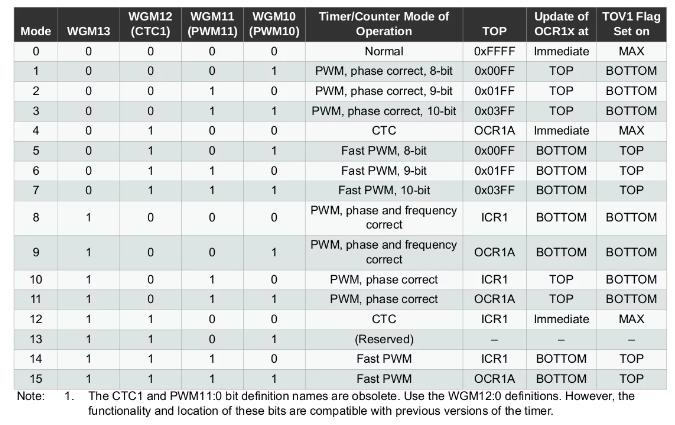 Mode WGM13 WGM12 (CTC1) WGM11 (PWM11) WGM10 (PWM10) Timer/Counter Mode of Operation TOP Update of OCR1x at TOV1 Flag Set on
0 0 0 0 0 Normal 0xFFFF Immediate MAX
1 0 0 0 1 PWM, phase correct, 8-bit 0x00FF TOP BOTTOM
2 0 0 1 0 PWM, phase correct, 9-bit 0x01FF TOP BOTTOM
3 0 0 1 1 PWM, phase correct, 10-bit 0x03FF TOP BOTTOM
4 0 1 0 0 CTC OCR1A Immediate MAX
5 0 1 0 1 Fast PWM, 8-bit 0x00FF BOTTOM TOP
6 0 1 1 0 Fast PWM, 9-bit 0x01FF BOTTOM TOP
7 0 1 1 1 Fast PWM, 10-bit 0x03FF BOTTOM TOP
8 1 0 0 0 PWM, phase and frequency correct ICR1 BOTTOM BOTTOM
9 1 0 0 1 PWM, phase and frequency correct OCR1A BOTTOM BOTTOM
10 1 0 1 0 PWM, phase correct ICR1 TOP BOTTOM
11 1 0 1 1 PWM, phase correct OCR1A TOP BOTTOM
12 1 1 0 0 CTC ICR1 Immediate MAX
13 1 1 0 1 (Reserved) – – –
14 1 1 1 0 Fast PWM ICR1 BOTTOM TOP
15 1 1 1 1 Fast PWM OCR1A BOTTOM TOP
Note: 1. The CTC1 and PWM11:0 bit definition names are obsolete. Use the WGM12:0 definitions. However, the
functionality and location of these bits are compatible with previous versions of the timer.